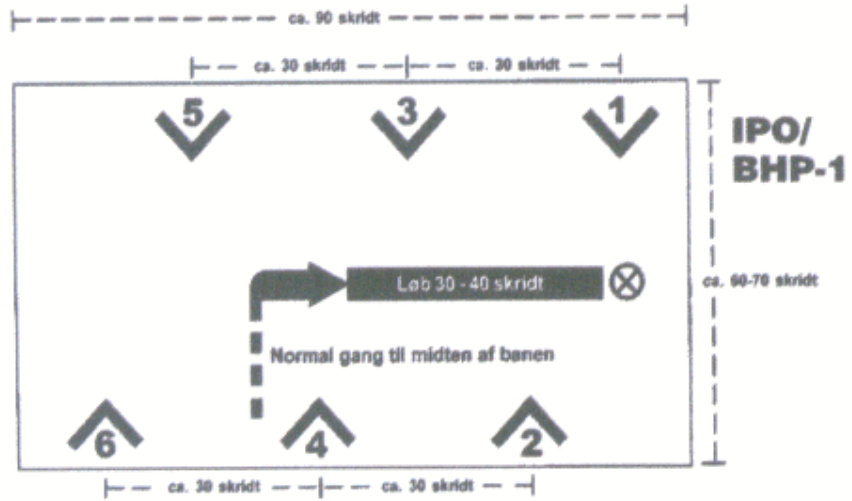 ca. 90 skridt
ca. 30 skridt
ca. 30 skridt
5
3
1
IPO/
BHP-1
Løb 30 - 40 skridt
ca. 60-70 skridt
Normal gang til midten af banen
6
4
2
ca. 30 skridt
ca. 30 skridt